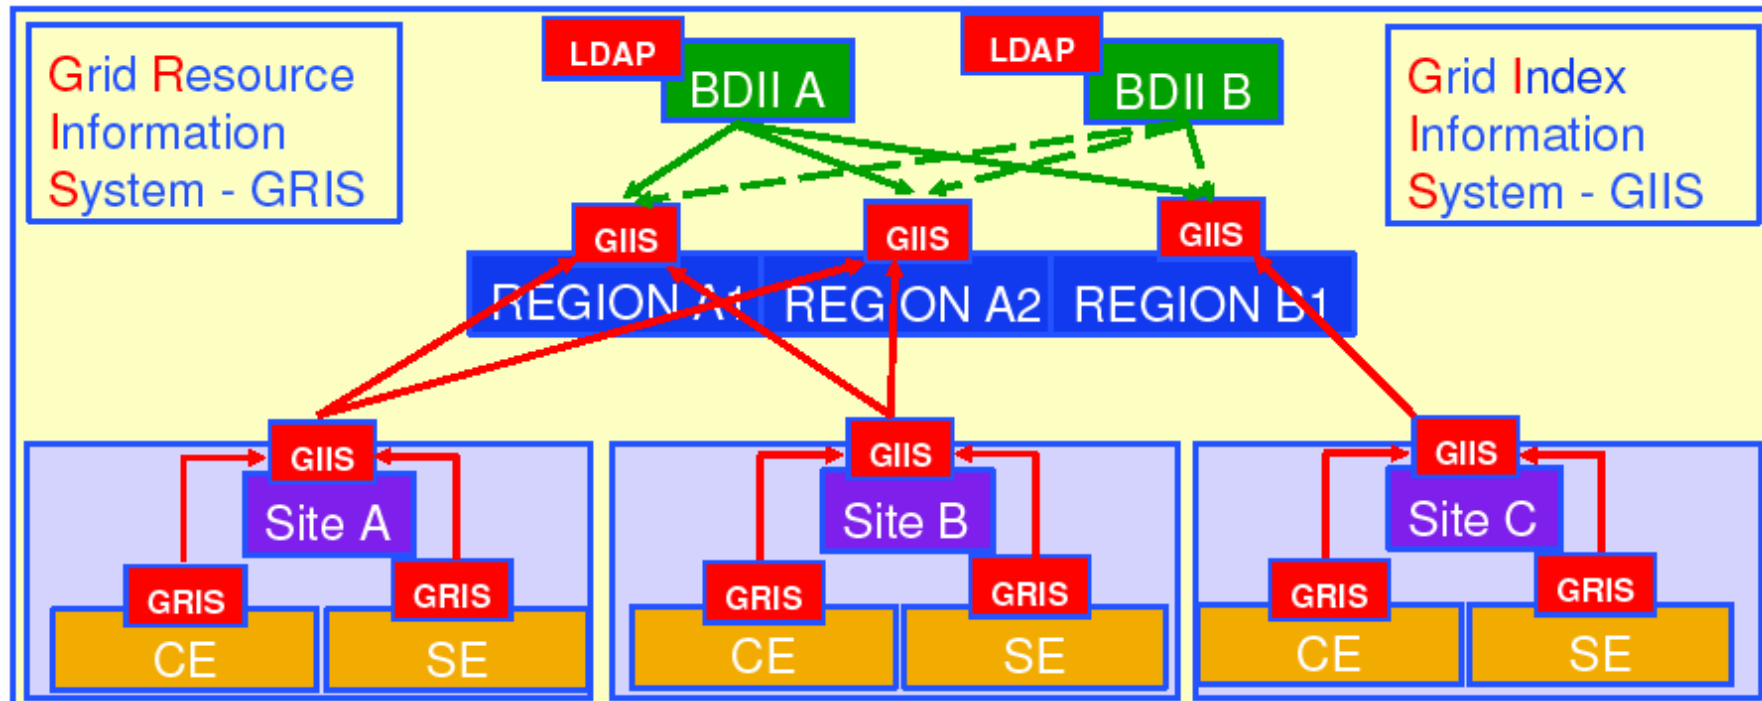 Grid Resource
Information
System - GRIS
LDAP
BDII A
LDAP
BDII B
Grid Index
Information
System - GIIS
GIIS
GIIS
GIIS
REGION A1
REGION A2
REGION B1
GIIS
Site A
GRIS
GRIS
CE
SE
GIIS
Site B
GRIS
GRIS
CE
SE
GIIS
Site C
GRIS
GRIS
CE
SE